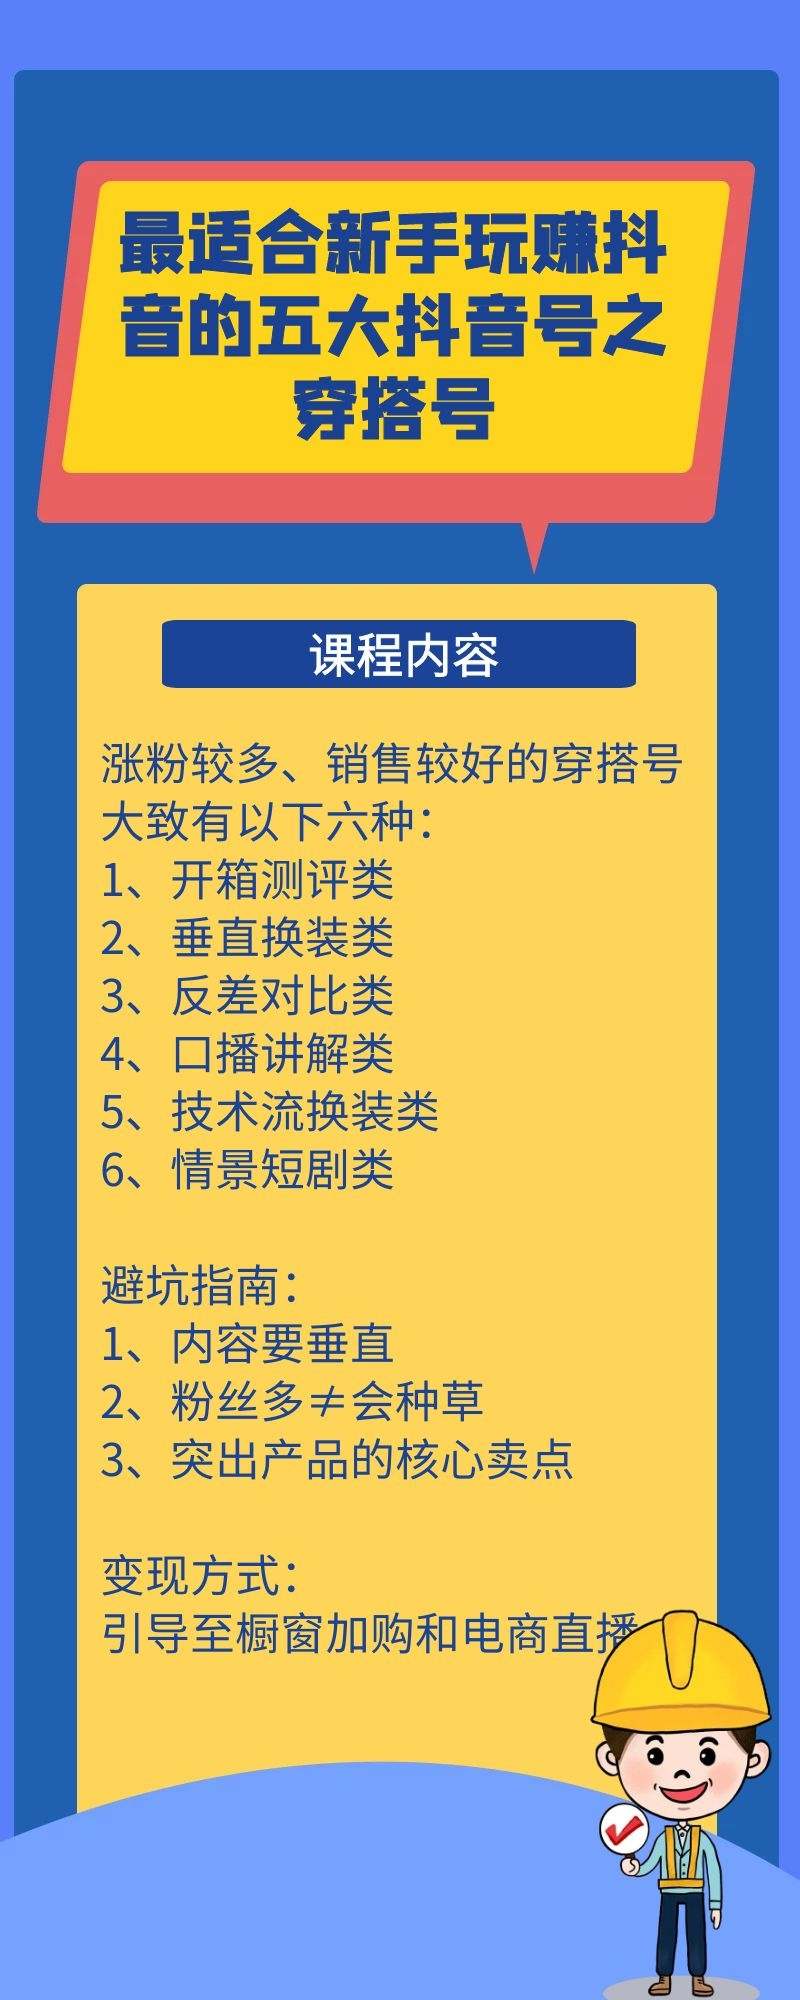 最适合新手玩赚抖
音的五大抖音号之
穿搭号
课程内容
涨粉较多、销售较好的穿搭号
大致有以下六种：
1、开箱测评类
2、垂直换装类
3、反差对比类
4、口播讲解类
5、技术流换装类
6、情景短剧类
避坑指南：
1、内容要垂直
2、粉丝多≠会种草
3、突出产品的核心卖点
变现方式：
引导至橱窗加购和电商直播